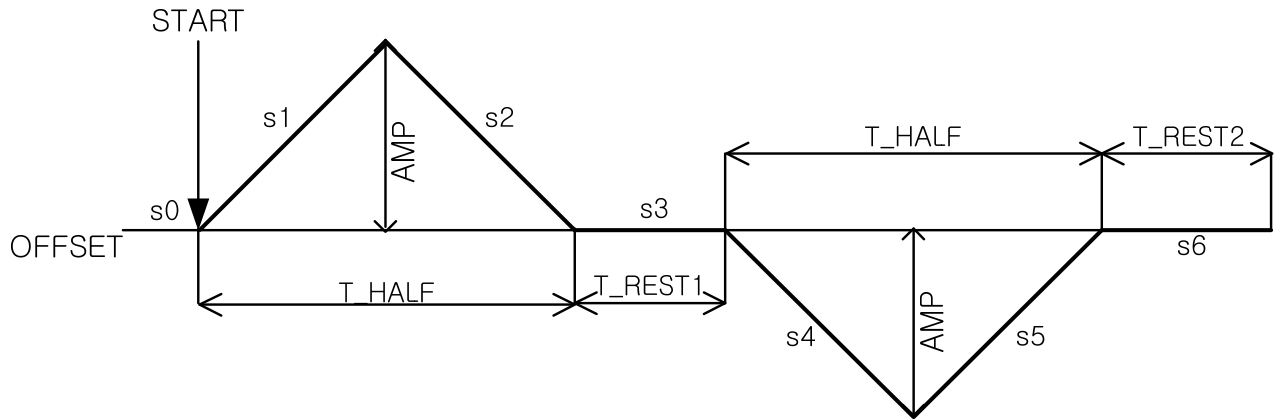 START
s1
s2
AMP
T_HALF
T_REST2
s0
s3
OFFSET
s6
T_HALF
T_REST1
s4
AMP
s5